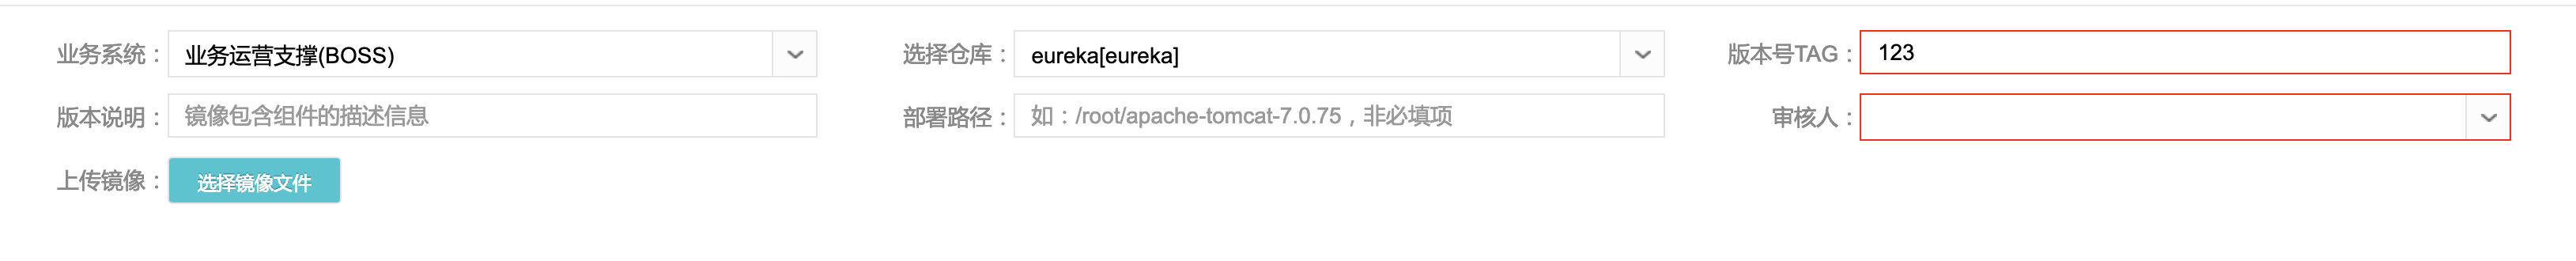 业务系统： 业务运营支撑(BOSS) 选择仓库： eureka[eureka] 版本号TAG： 123
版本说明： 镜像包含组件的描述信息 部署路径： 如：/root/apache-tomcat-7.0.75，非必填项 审核人：
上传镜像： 选择镜像文件